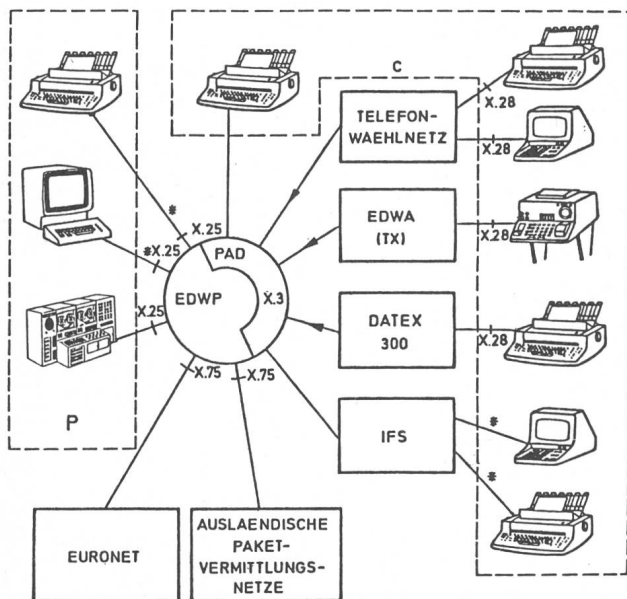 C
X.28
TELEFON-
WAEHLNETZ
X.28
*
X.25
EDWA
(TX)
X.28
*X.25
PAD
EDWP
X.3
X.25
DATEX
300
X.28
X.75
X.75
P
IFS
*
*
EURONET
AUSLAENDISCHE
PAKET-
VERMITTLUNGS-
NETZE